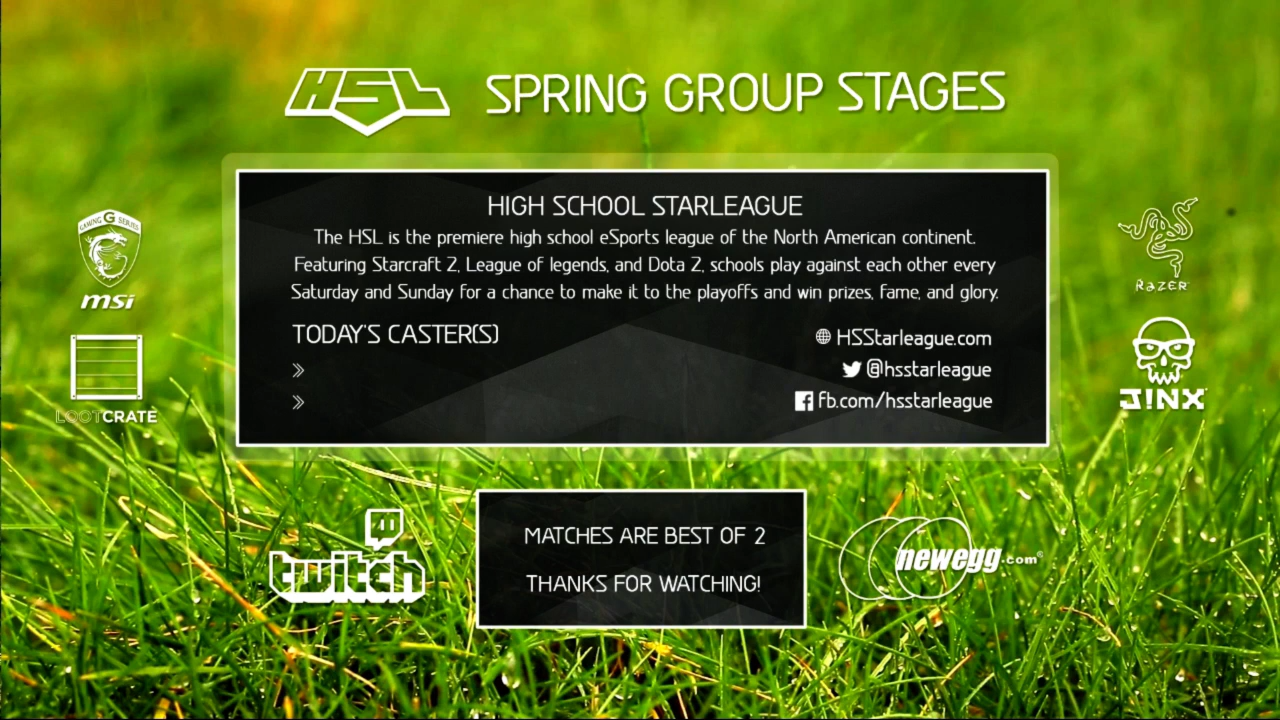 HSL SPRING GROUP STAGES
HIGH SCHOOL STARLEAGUE
The HSL is the premiere high school eSports league of the North American continent.
Featuring Starcraft 2, League of legends, and Dota 2, schools play against each other every
Saturday and Sunday for a chance to make it to the playoffs and win prizes, fame, and glory.
TODAY'S CASTER(S)
HSStarleague.com
@hsstarleague
fb.com/hsstarleague
GAMING G SERIES
msi
LOOTCRATE
RAZER
J!NX
twitch
MATCHES ARE BEST OF 2
THANKS FOR WATCHING!
newegg.com®